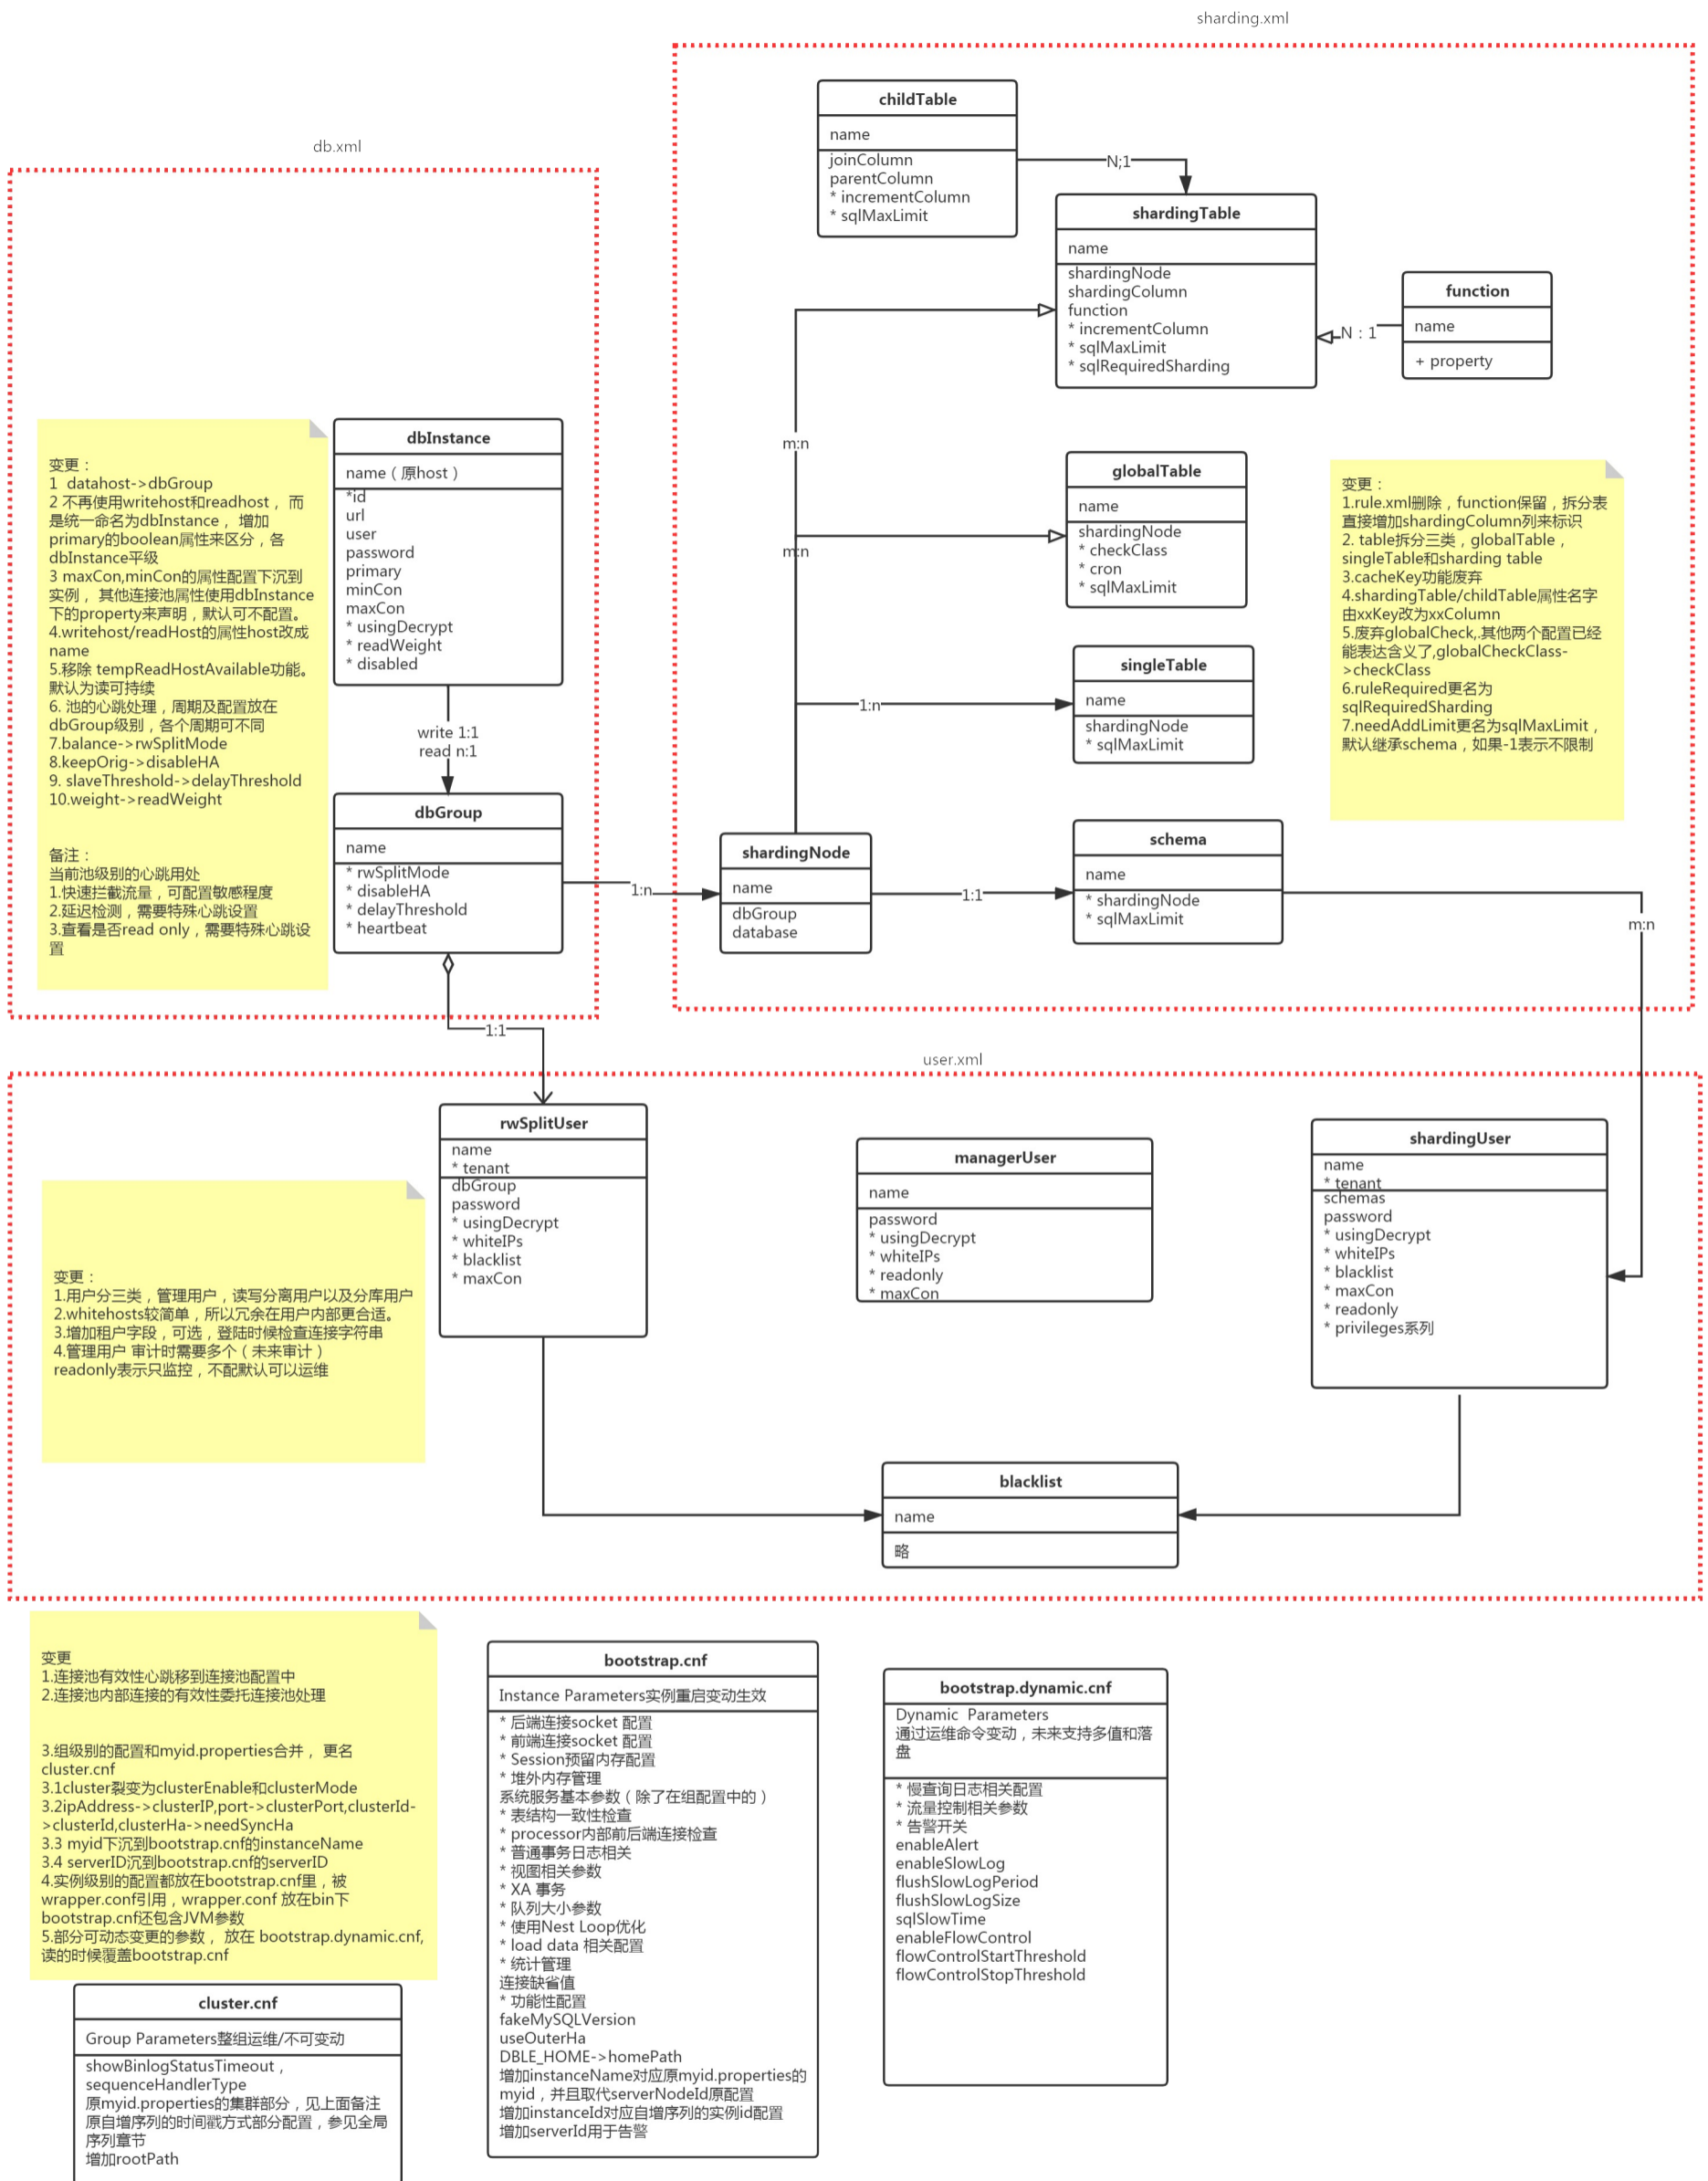 sharding.xml
childTable
name
joinColumn
parentColumn
* incrementColumn
* sqlMaxLimit
N;1
shardingTable
name
shardingNode
shardingColumn
function
* incrementColumn
* sqlMaxLimit
* sqlRequiredSharding
function
name
+ property
N：1
m:n
globalTable
name
shardingNode
* checkClass
* cron
* sqlMaxLimit
m:n
singleTable
name
shardingNode
* sqlMaxLimit
1:n
变更：
1.rule.xml删除，function保留，拆分表
直接增加shardingColumn列来标识
2. table拆分三类，globalTable，
singleTable和sharding table
3.cacheKey功能废弃
4.shardingTable/childTable属性名字
由xxKey改为xxColumn
5.废弃globalCheck,.其他两个配置已经
能表达含义了,globalCheckClass-
>checkClass
6.ruleRequired更名为
sqlRequiredSharding
7.needAddLimit更名为sqlMaxLimit，
默认继承schema，如果-1表示不限制
shardingNode
name
dbGroup
database
1:1
schema
name
* shardingNode
* sqlMaxLimit
m:n
db.xml
变更：
1  datahost->dbGroup
2 不再使用writehost和readhost， 而
是统一命名为dbInstance， 增加
primary的boolean属性来区分，各
dbInstance平级
3 maxCon,minCon的属性配置下沉到
实例， 其他连接池属性使用dbInstance
下的property来声明，默认可不配置。
4.writehost/readHost的属性host改成
name
5.移除 tempReadHostAvailable功能。
默认为读可持续
6. 池的心跳处理，周期及配置放在
dbGroup级别，各个周期可不同
7.balance->rwSplitMode
8.keepOrig->disableHA
9. slaveThreshold->delayThreshold
10.weight->readWeight
备注：
当前池级别的心跳用处
1.快速拦截流量，可配置敏感程度
2.延迟检测，需要特殊心跳设置
3.查看是否read only，需要特殊心跳设
置
dbInstance
name（原host）
*id
url
user
password
primary
minCon
maxCon
* usingDecrypt
* readWeight
* disabled
write 1:1
read n:1
dbGroup
name
* rwSplitMode
* disableHA
* delayThreshold
* heartbeat
1:n
1:1
user.xml
变更：
1.用户分三类，管理用户，读写分离用户以及分库用户
2.whitehosts较简单，所以冗余在用户内部更合适。
3.增加租户字段，可选，登陆时候检查连接字符串
4.管理用户 审计时需要多个（未来审计）
readonly表示只监控，不配默认可以运维
rwSplitUser
name
* tenant
dbGroup
password
* usingDecrypt
* whiteIPs
* blacklist
* maxCon
managerUser
name
password
* usingDecrypt
* whiteIPs
* readonly
* maxCon
shardingUser
name
* tenant
schemas
password
* usingDecrypt
* whiteIPs
* blacklist
* maxCon
* readonly
* privileges系列
blacklist
name
略
变更
1.连接池有效性心跳移到连接池配置中
2.连接池内部连接的有效性委托连接池处理
3.组级别的配置和myid.properties合并， 更名
cluster.cnf
3.1cluster裂变为clusterEnable和clusterMode
3.2ipAddress->clusterIP,port->clusterPort,clusterId-
>clusterId,clusterHa->needSyncHa
3.3 myid下沉到bootstrap.cnf的instanceName
3.4 serverID沉到bootstrap.cnf的serverID
4.实例级别的配置都放在bootstrap.cnf里，被
wrapper.conf引用，wrapper.conf 放在bin下
bootstrap.cnf还包含JVM参数
5.部分可动态变更的参数， 放在 bootstrap.dynamic.cnf,
读的时候覆盖bootstrap.cnf
cluster.cnf
Group Parameters整组运维/不可变动
showBinlogStatusTimeout，
sequenceHandlerType
原myid.properties的集群部分，见上面备注
原自增序列的时间戳方式部分配置，参见全局
序列章节
增加rootPath
bootstrap.cnf
Instance Parameters实例重启变动生效
* 后端连接socket 配置
* 前端连接socket 配置
* Session预留内存配置
* 堆外内存管理
系统服务基本参数（除了在组配置中的）
* 表结构一致性检查
* processor内部前后端连接检查
* 普通事务日志相关
* 视图相关参数
* XA 事务
* 队列大小参数
* 使用Nest Loop优化
* load data 相关配置
* 统计管理
连接缺省值
* 功能性配置
fakeMySQLVersion
useOuterHa
DBLE_HOME->homePath
增加instanceName对应原myid.properties的
myid，并且取代serverNodeId原配置
增加instanceId对应自增序列的实例id配置
增加serverId用于告警
bootstrap.dynamic.cnf
Dynamic  Parameters
通过运维命令变动，未来支持多值和落
盘
* 慢查询日志相关配置
* 流量控制相关参数
* 告警开关
enableAlert
enableSlowLog
flushSlowLogPeriod
flushSlowLogSize
sqlSlowTime
enableFlowControl
flowControlStartThreshold
flowControlStopThreshold